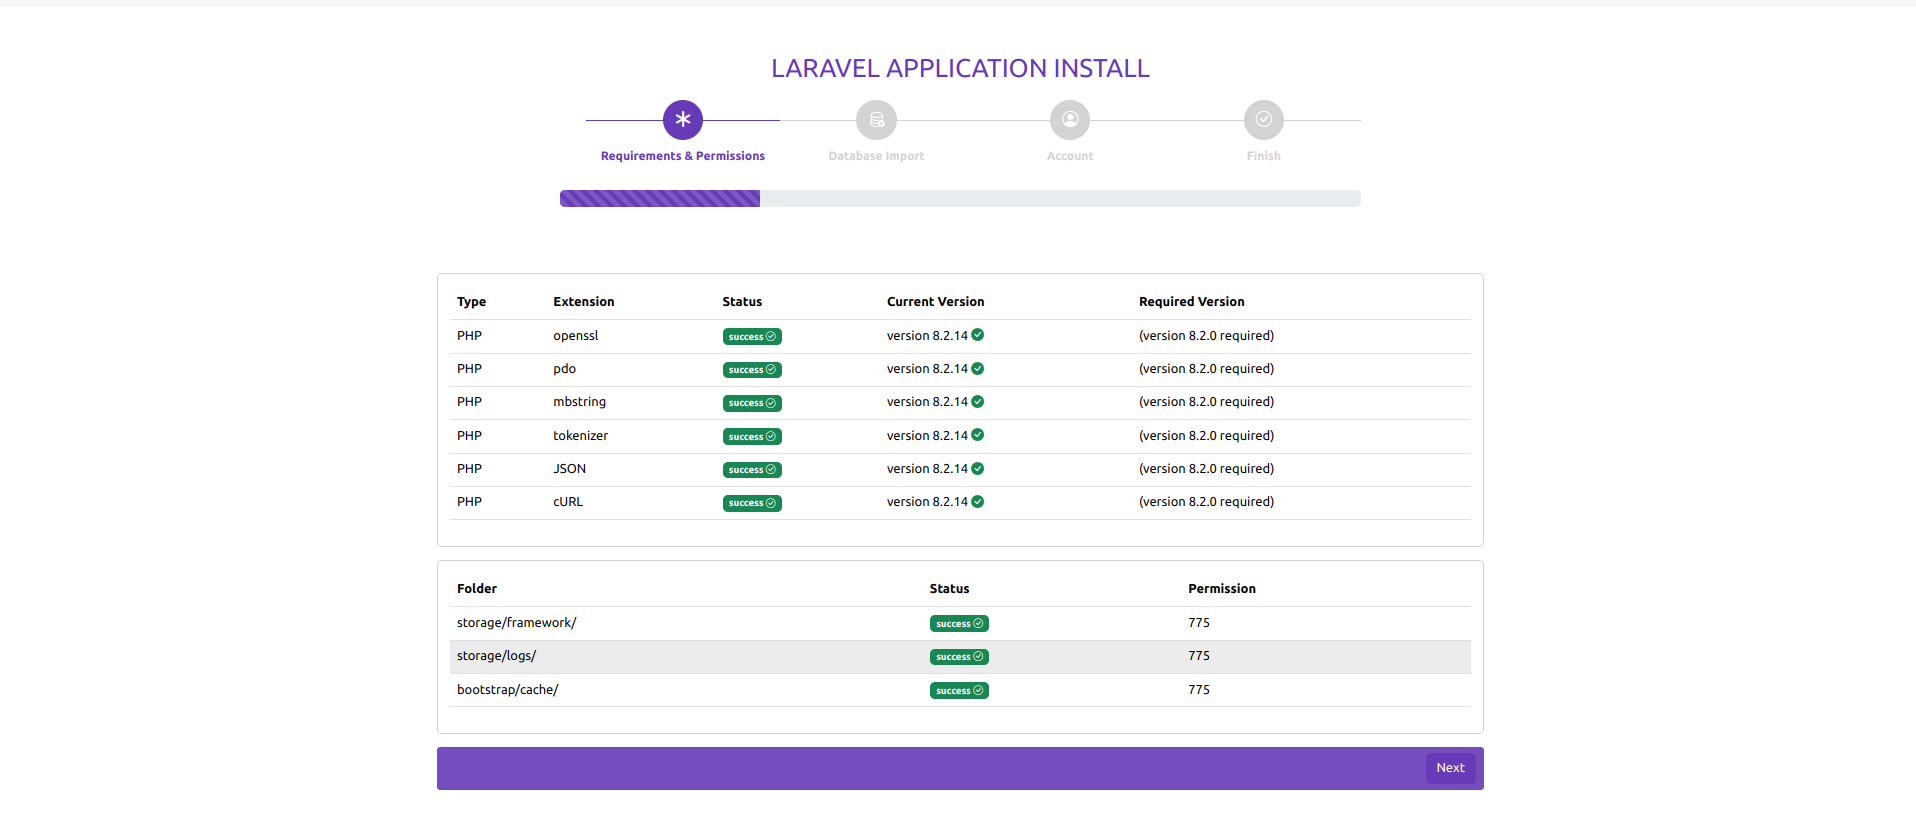 LARAVEL APPLICATION INSTALL
Requirements & Permissions Database Import Account Finish
Type Extension Status Current Version Required Version
PHP openssl success version 8.2.14 (version 8.2.0 required)
PHP pdo success version 8.2.14 (version 8.2.0 required)
PHP mbstring success version 8.2.14 (version 8.2.0 required)
PHP tokenizer success version 8.2.14 (version 8.2.0 required)
PHP JSON success version 8.2.14 (version 8.2.0 required)
PHP cURL success version 8.2.14 (version 8.2.0 required)
Folder Status Permission
storage/framework/ success 775
storage/logs/ success 775
bootstrap/cache/ success 775
Next